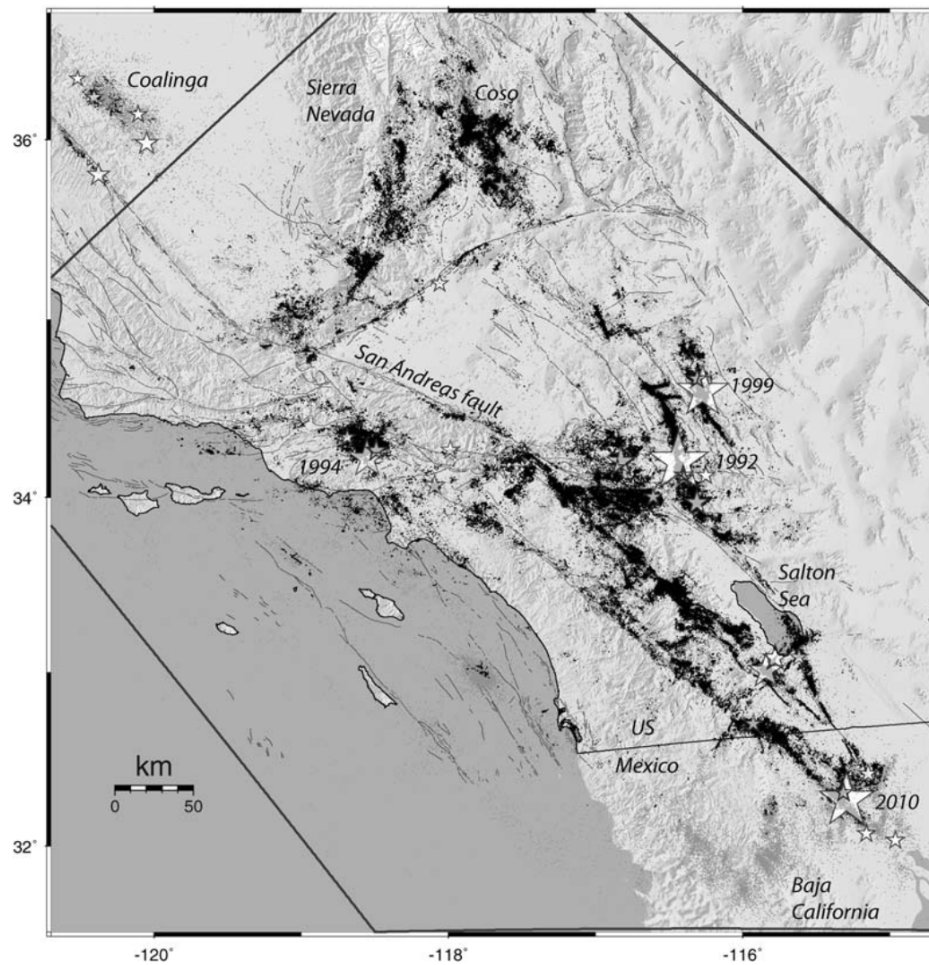 Coalinga
Sierra
Nevada
Coso
36°
San Andreas fault
1999
1994
1992
34°
Salton
Sea
US
Mexico
km
0 50
2010
32°
Baja
California
-120° -118° -116°